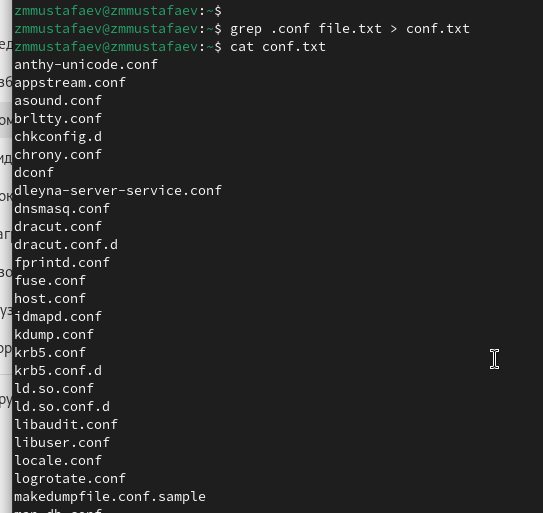 zmmustafaev@zmmustafaev:~$
zmmustafaev@zmmustafaev:~$ grep .conf file.txt > conf.txt
zmmustafaev@zmmustafaev:~$ cat conf.txt
anthy-unicode.conf
appstream.conf
asound.conf
brltty.conf
chkconfig.d
chrony.conf
dconf
dleyna-server-service.conf
dnsmasq.conf
dracut.conf
dracut.conf.d
fprintd.conf
fuse.conf
host.conf
idmapd.conf
kdump.conf
krb5.conf
krb5.conf.d
ld.so.conf
ld.so.conf.d
libaudit.conf
libuser.conf
locale.conf
logrotate.conf
makedumpfile.conf.sample